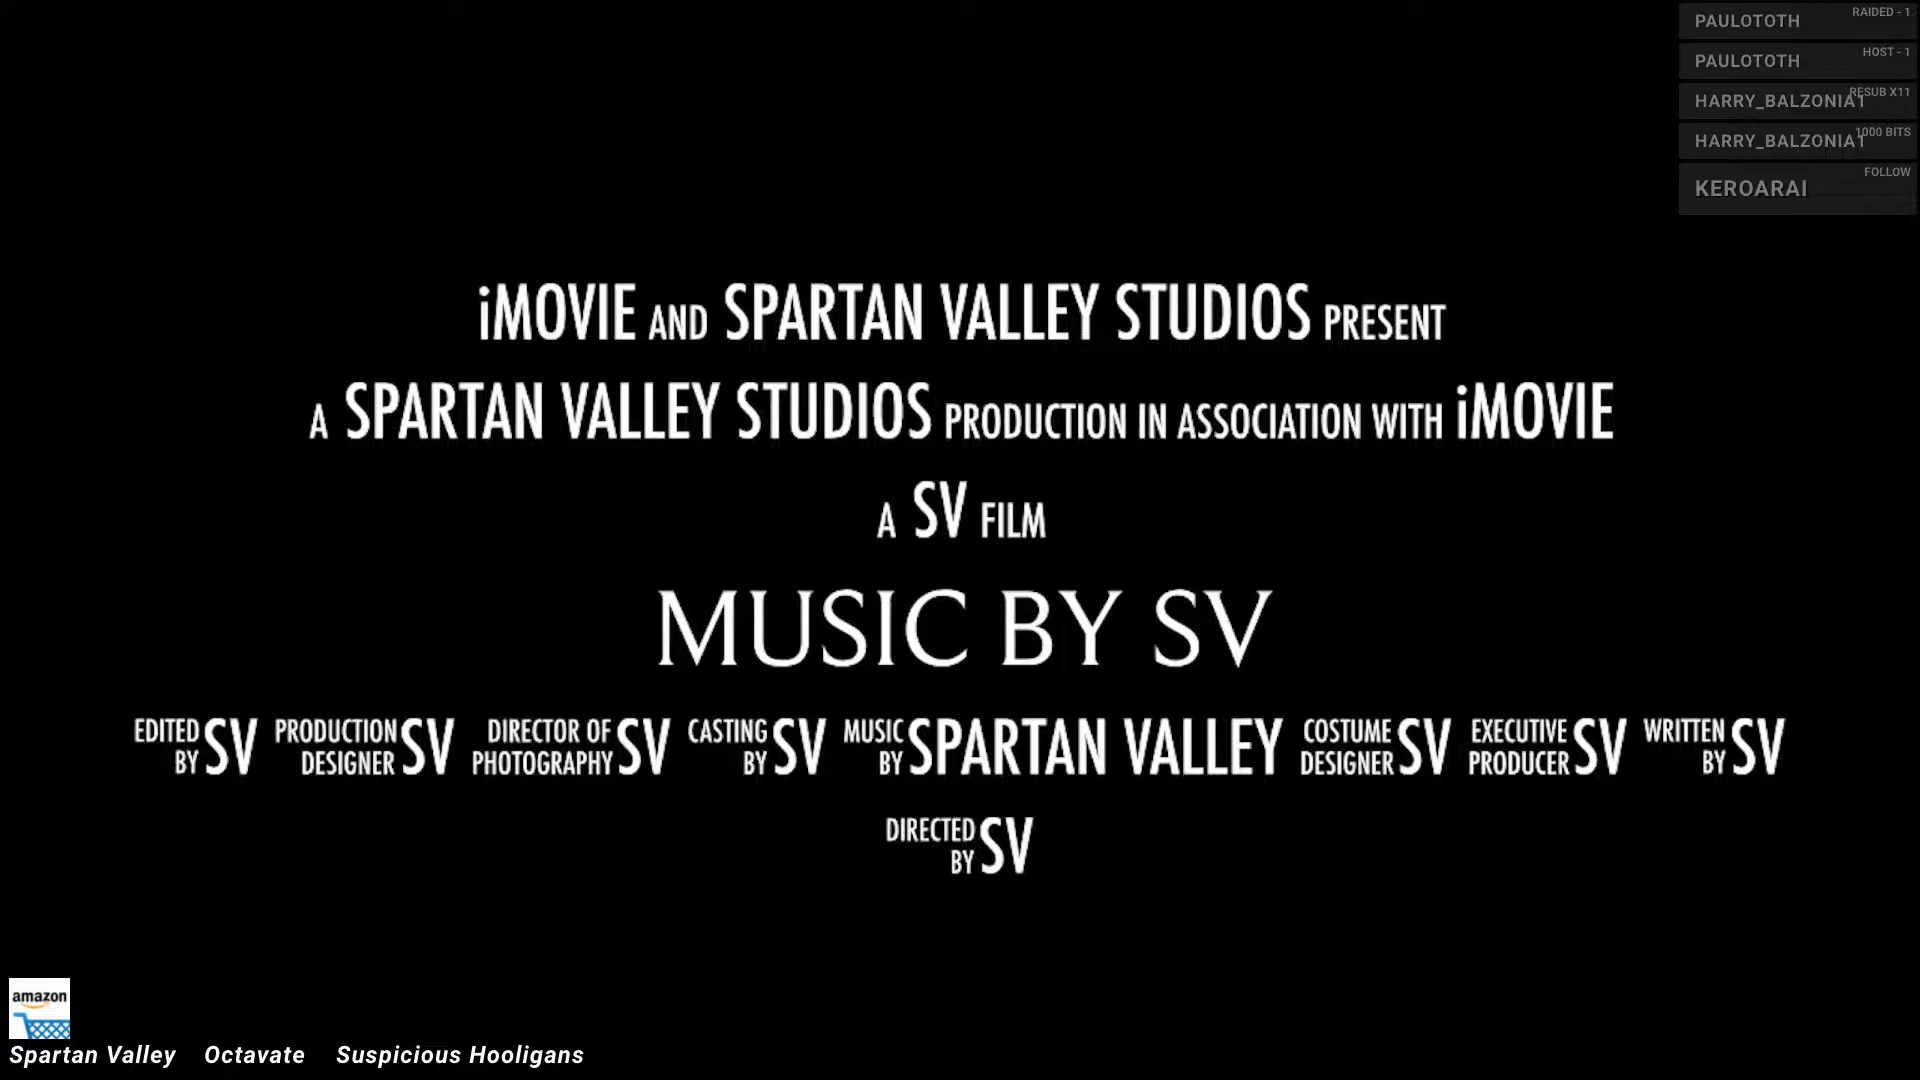 PAULOTOTH RAIDED - 1
PAULOTOTH HOST - 1
HARRY_BALZONIA1 RESUB X11
HARRY_BALZONIA1 1000 BITS
KEROARAI FOLLOW
iMOVIE AND SPARTAN VALLEY STUDIOS PRESENT
A SPARTAN VALLEY STUDIOS PRODUCTION IN ASSOCIATION WITH iMOVIE
A SV FILM
MUSIC BY SV
EDITED BY SV PRODUCTION DESIGNER SV DIRECTOR OF PHOTOGRAPHY SV CASTING BY SV MUSIC BY SPARTAN VALLEY COSTUME DESIGNER SV EXECUTIVE PRODUCER SV WRITTEN BY SV
DIRECTED BY SV
amazon
Spartan Valley Octavate Suspicious Hooligans